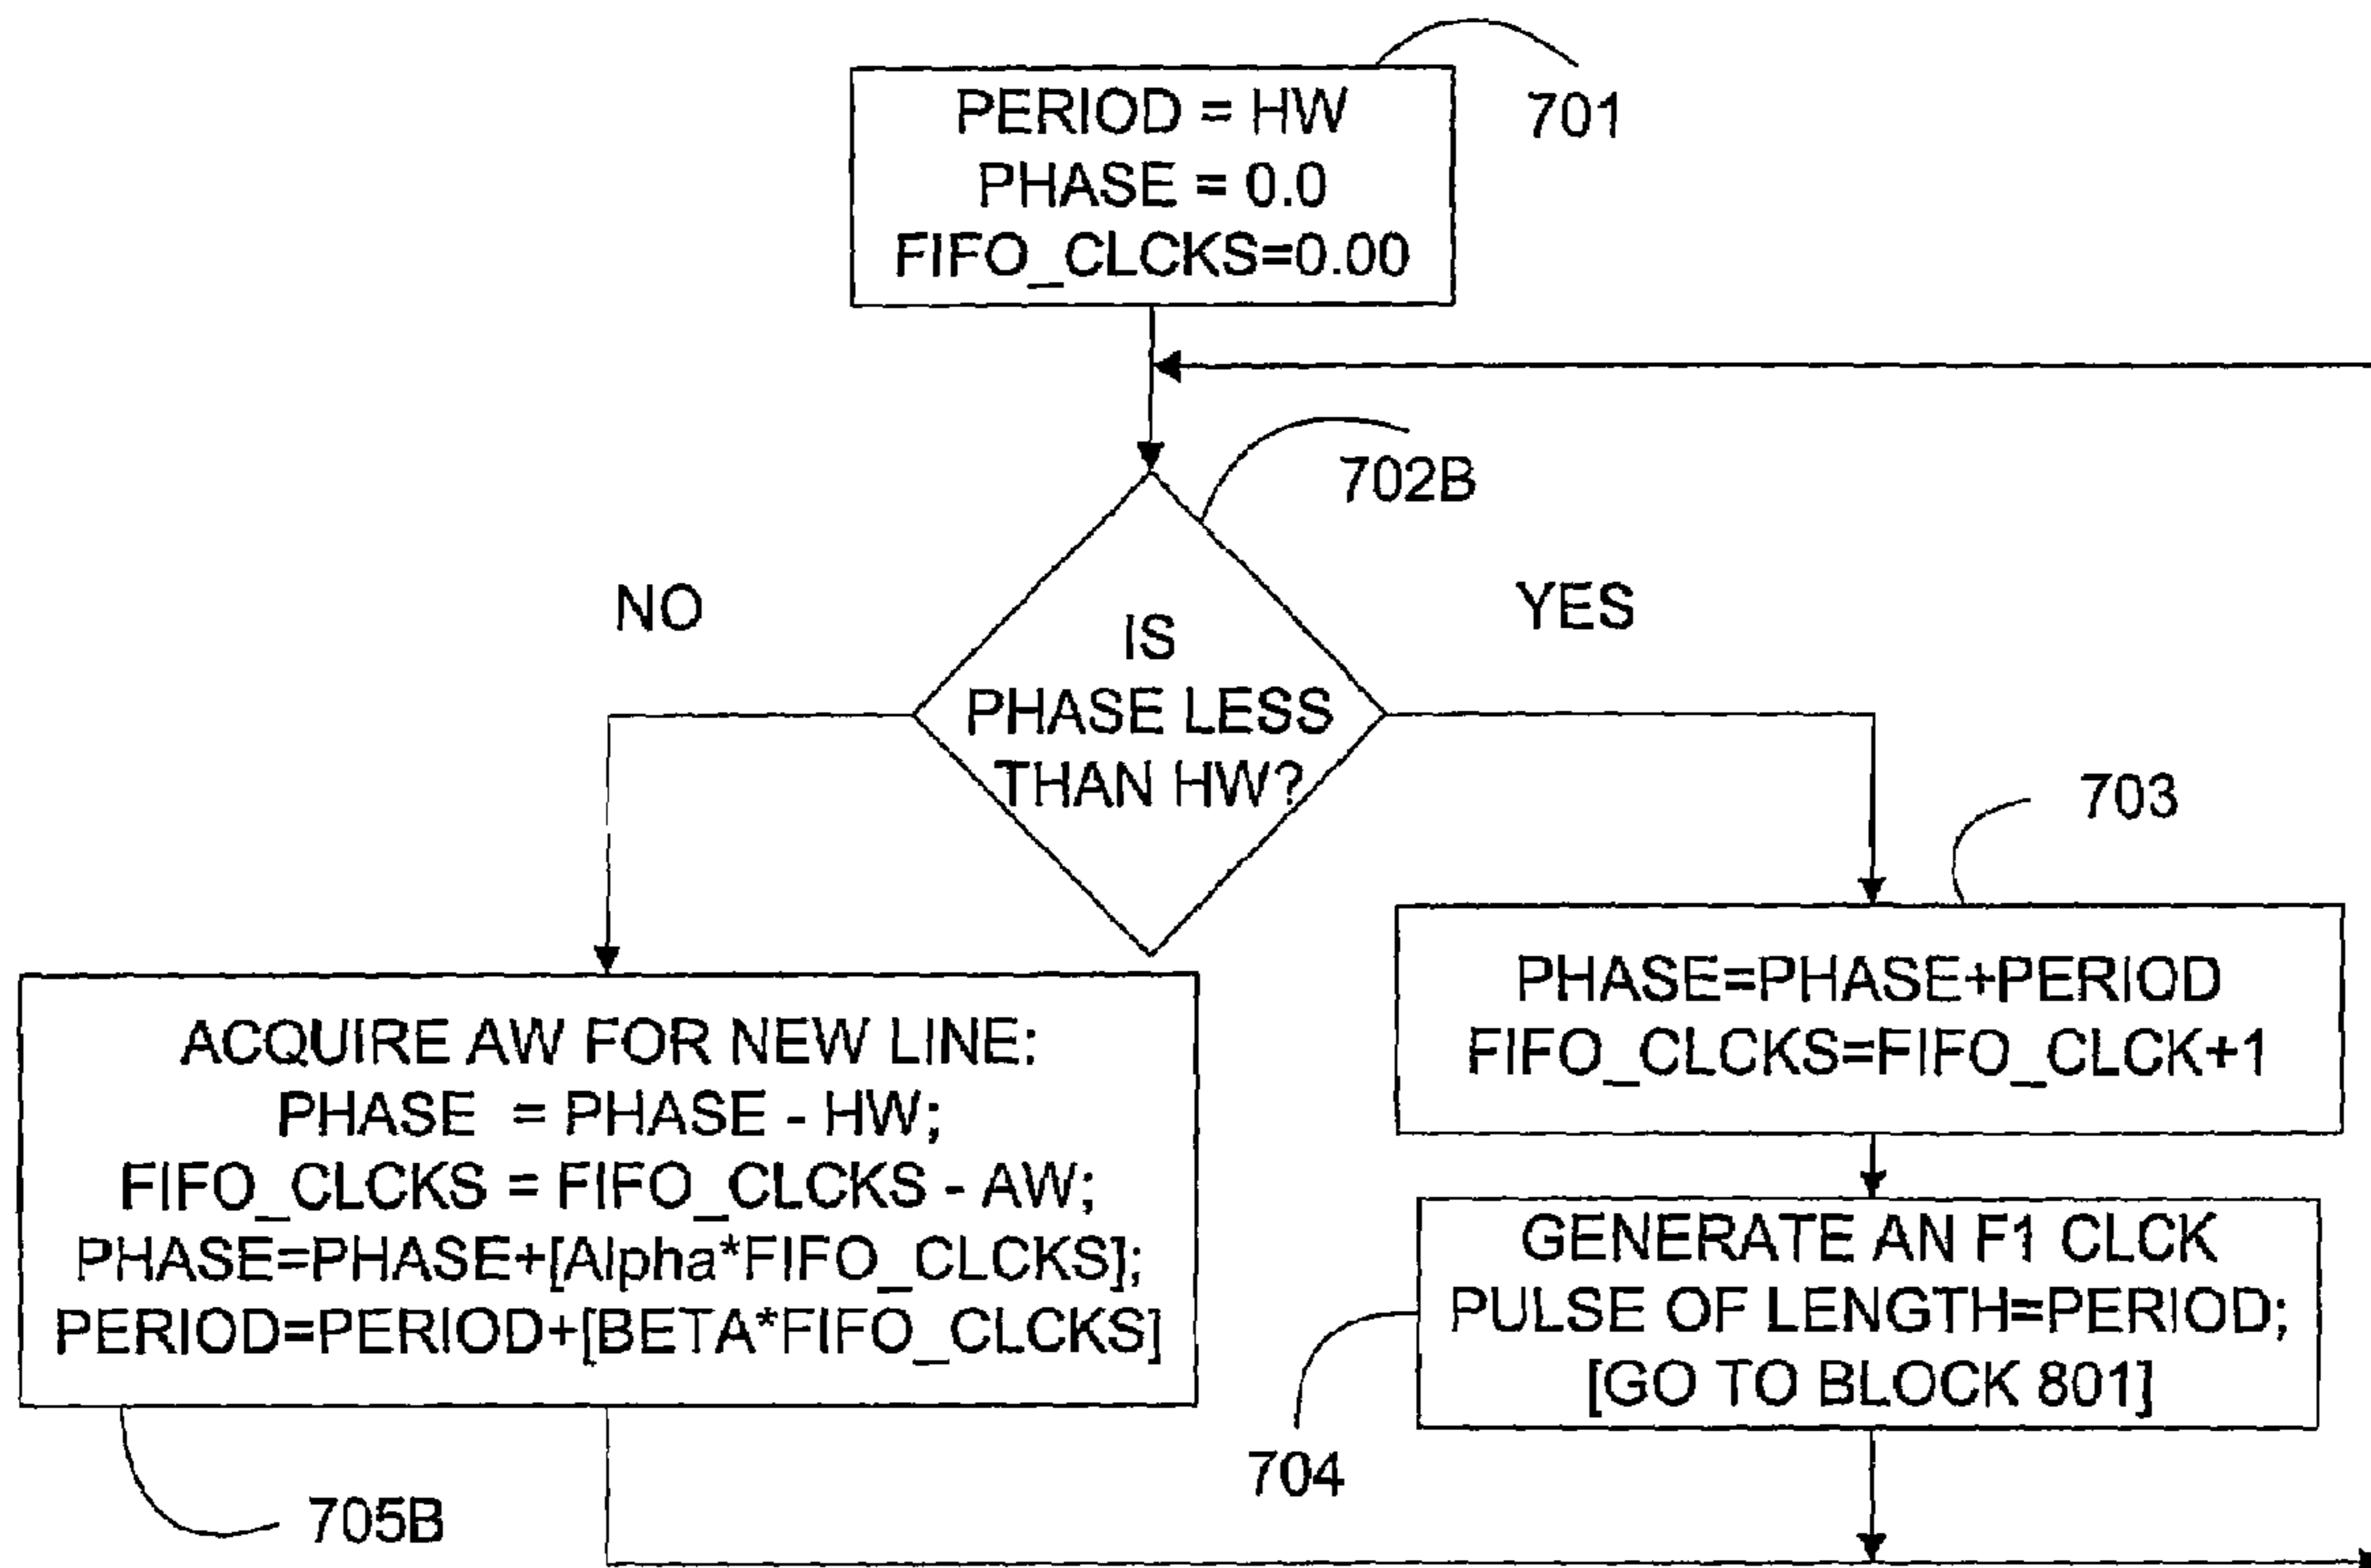 PERIOD = HW
PHASE = 0.0
FIFO_CLCKS=0.00
701
702B
NO
YES
IS
PHASE LESS
THAN HW?
703
PHASE=PHASE+PERIOD
FIFO_CLCKS=FIFO_CLCK+1
ACQUIRE AW FOR NEW LINE:
PHASE = PHASE - HW;
FIFO_CLCKS = FIFO_CLCKS - AW;
PHASE=PHASE+[Alpha*FIFO_CLCKS];
PERIOD=PERIOD+[BETA*FIFO_CLCKS]
GENERATE AN F1 CLCK
PULSE OF LENGTH=PERIOD;
[GO TO BLOCK 801]
704
705B